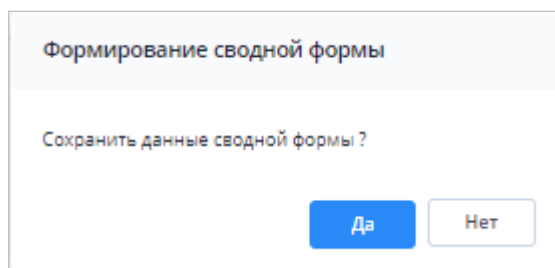 Формирование сводной формы
Сохранить данные сводной формы ?
Да
Нет